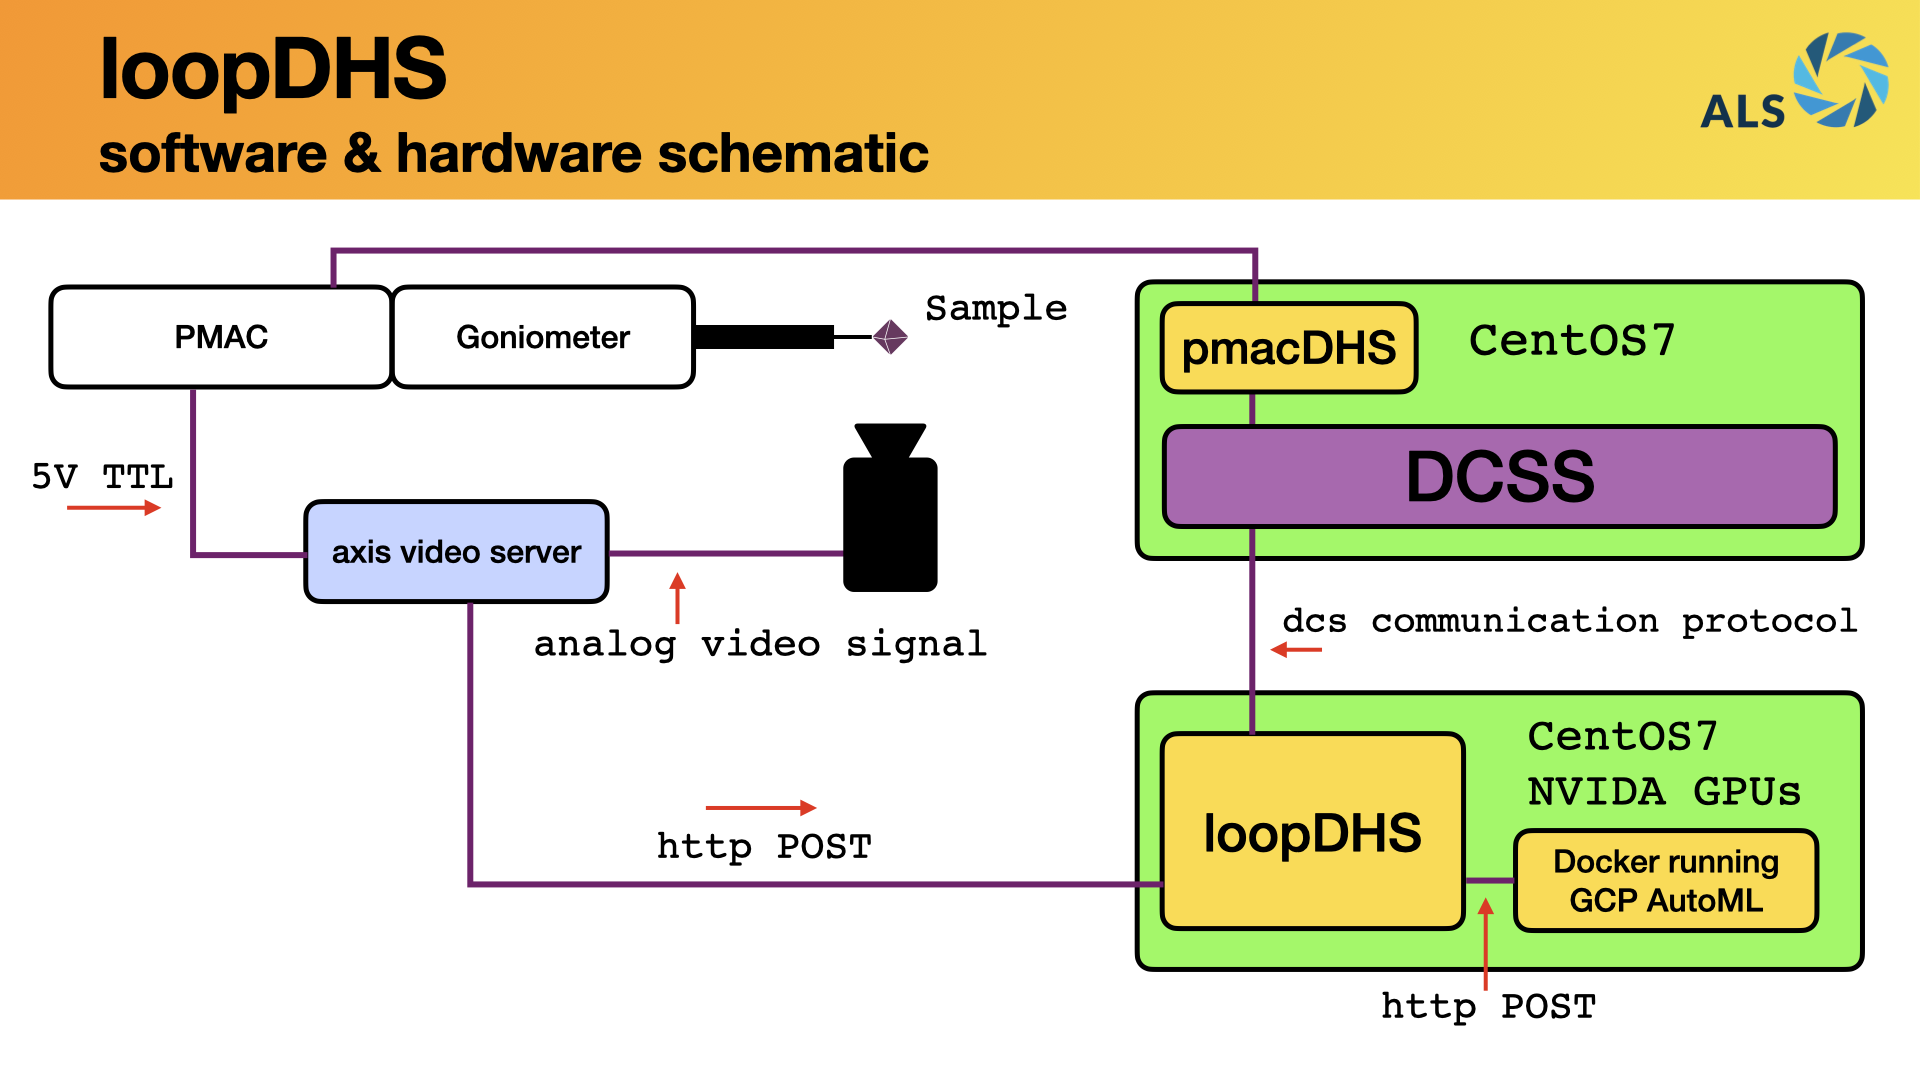 loopDHS
software & hardware schematic
ALS
PMAC
Goniometer
Sample
pmacDHS
CentOS7
DCSS
5V TTL
axis video server
analog video signal
dcs communication protocol
CentOS7
NVIDA GPUs
loopDHS
http POST
Docker running
GCP AutoML
http POST